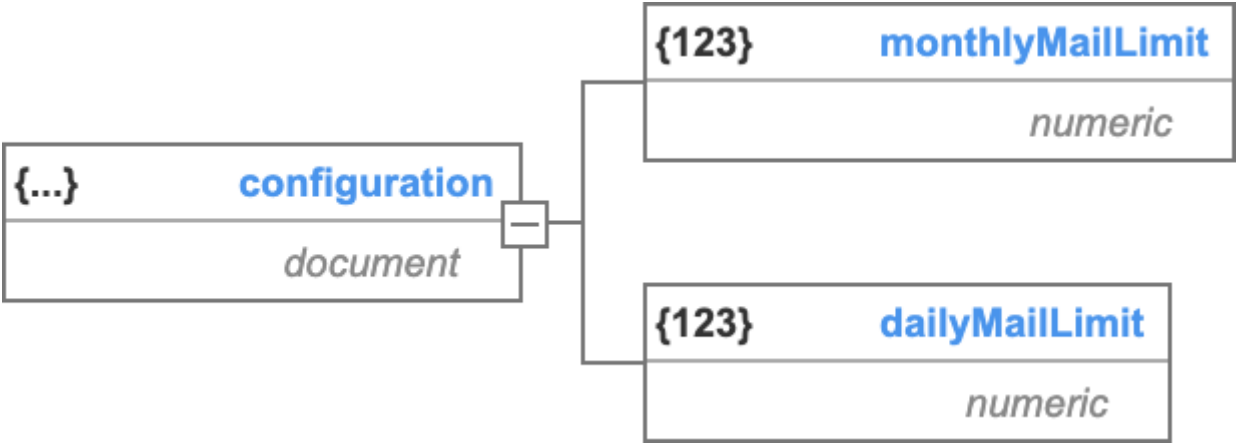 {...} configuration
document
{123} monthlyMailLimit
numeric
{123} dailyMailLimit
numeric